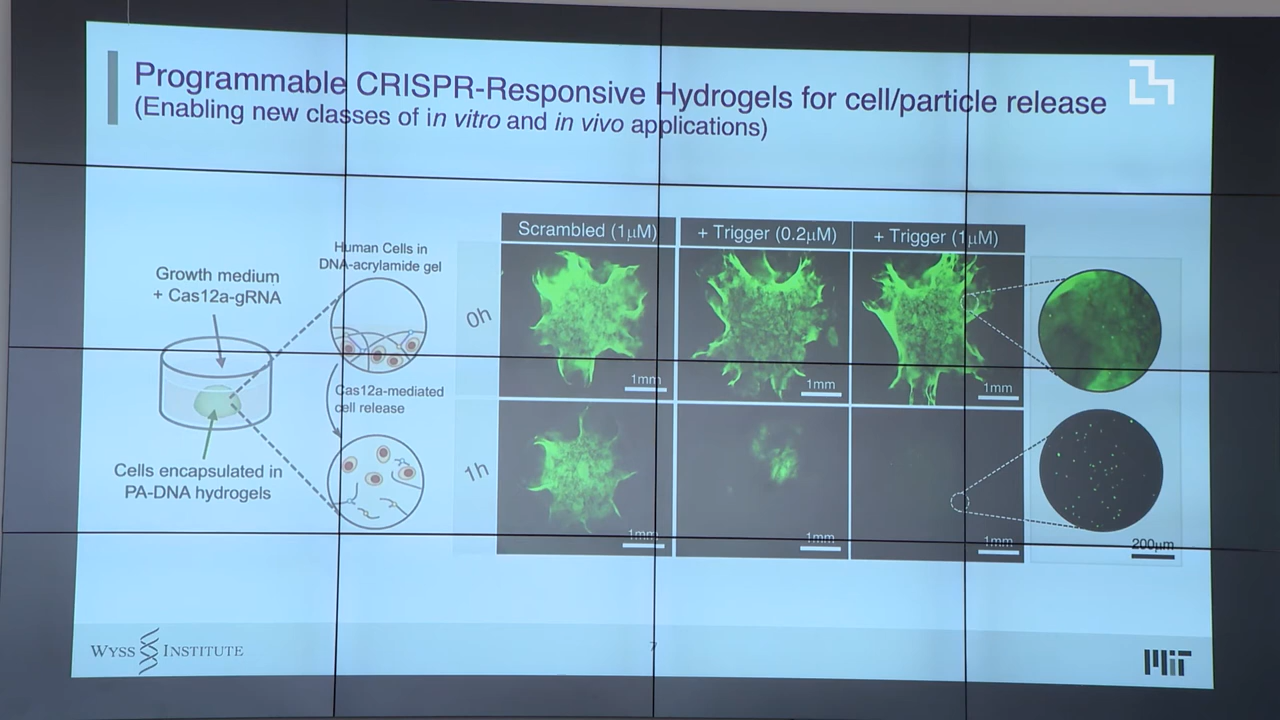 Programmable CRISPR-Responsive Hydrogels for cell/particle release
(Enabling new classes of in vitro and in vivo applications)
Growth medium
+ Cas12a-gRNA
Cells encapsulated in
PA-DNA hydrogels
Human Cells in
DNA-acrylamide gel
Cas12a-mediated
cell release
Scrambled (1µM)
+ Trigger (0.2µM)
+ Trigger (1µM)
0h
1mm
1mm
1mm
1h
1mm
1mm
1mm
200µm
WYSS INSTITUTE
7
MIT